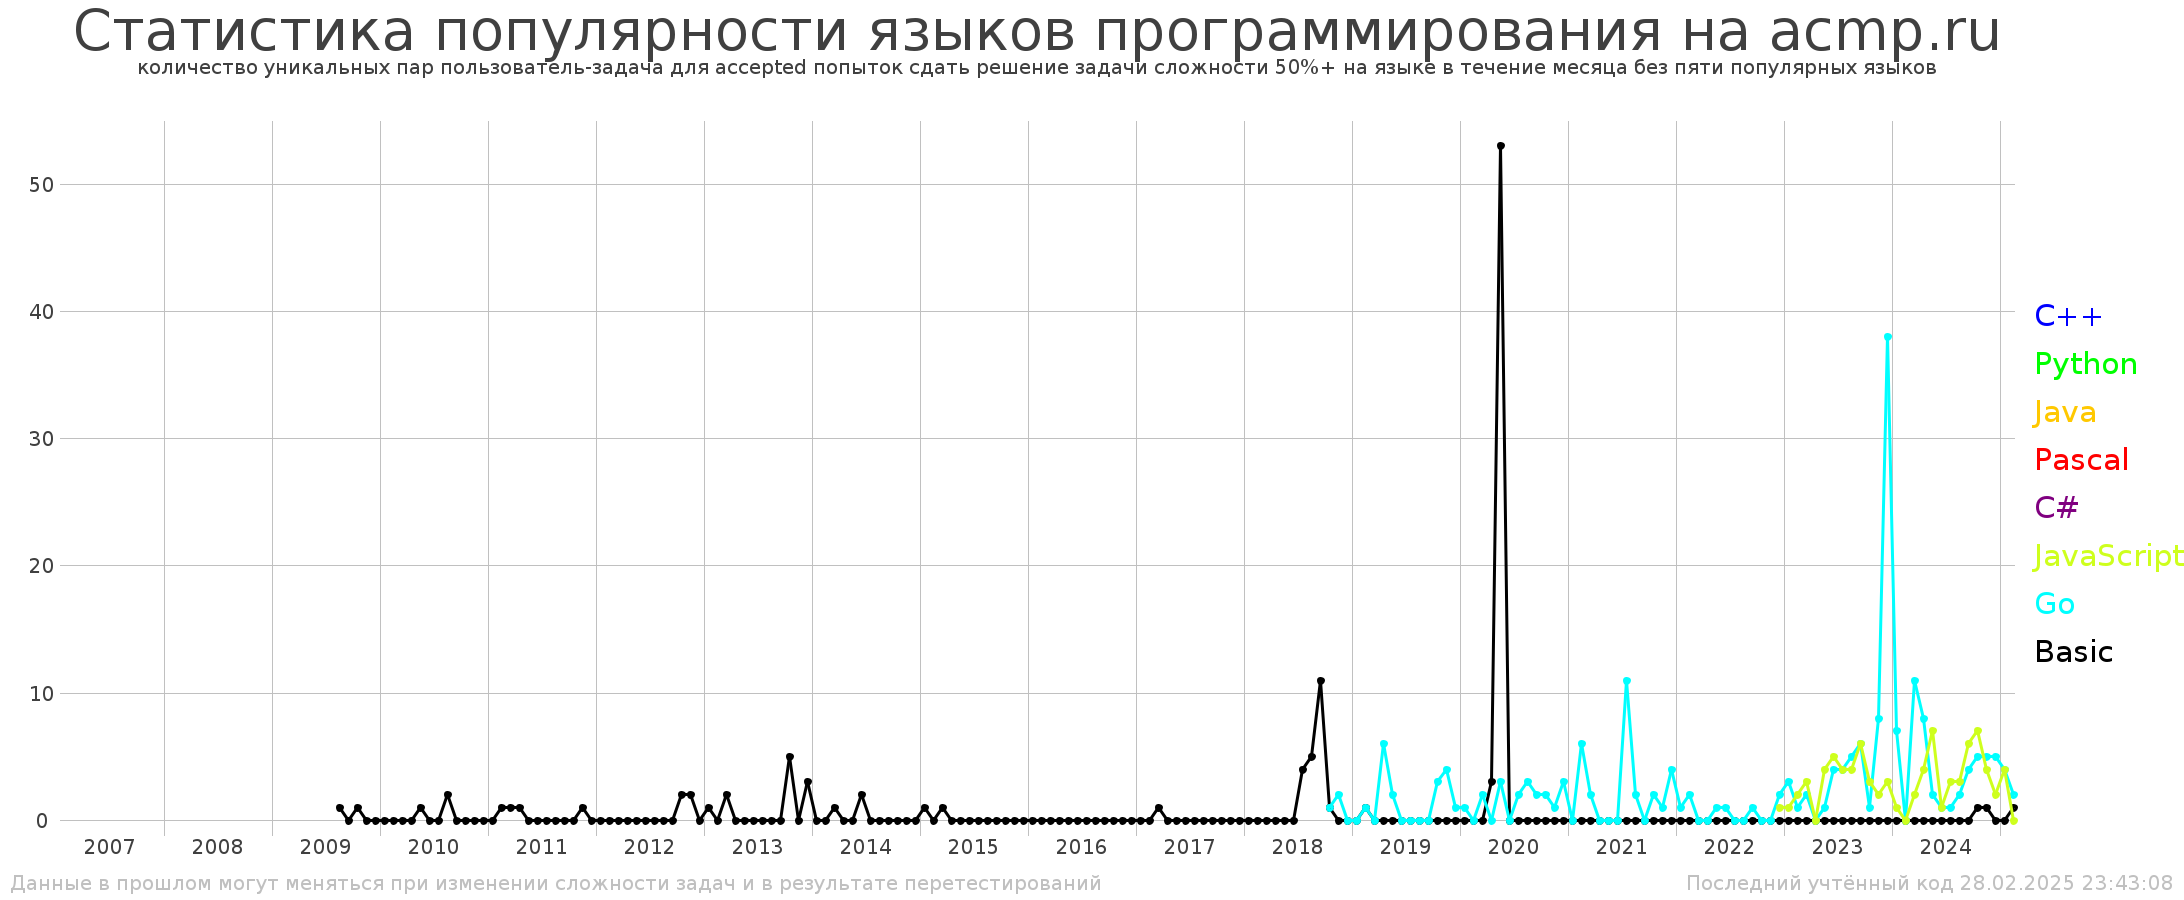 Статистика популярности языков программирования на acmp.ru
количество уникальных пар пользователь-задача для accepted попыток сдать решение задачи сложности 50%+ на языке в течение месяца без пяти популярных языков
50
40
30
20
10
0
C++
Python
Java
Pascal
C#
JavaScript
Go
Basic
2007 2008 2009 2010 2011 2012 2013 2014 2015 2016 2017 2018 2019 2020 2021 2022 2023 2024
Данные в прошлом могут меняться при изменении сложности задач и в результате перетестирований
Последний учтённый код 28.02.2025 23:43:08